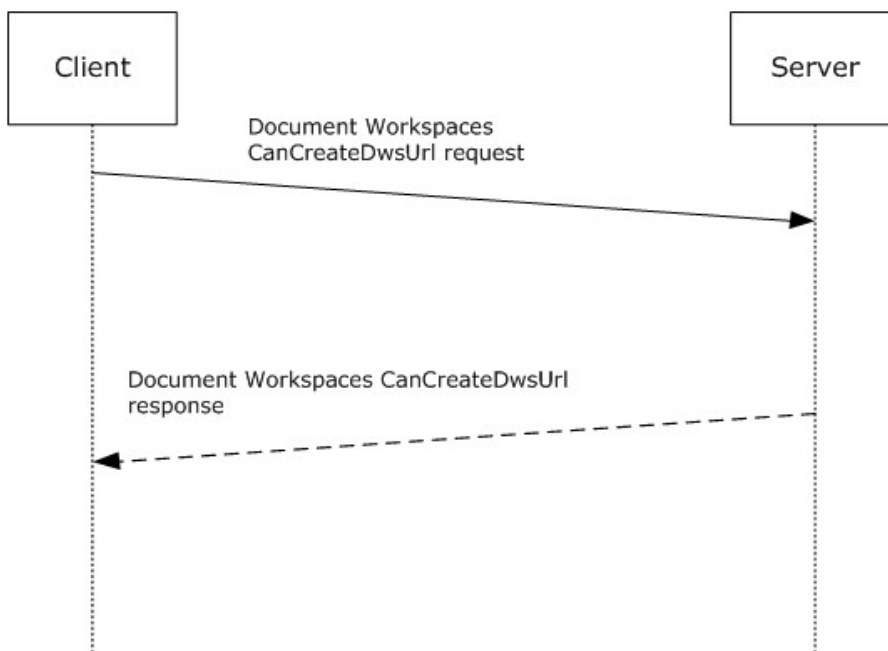 Client
Server
Document Workspaces
CanCreateDwsUrl request
Document Workspaces CanCreateDwsUrl
response